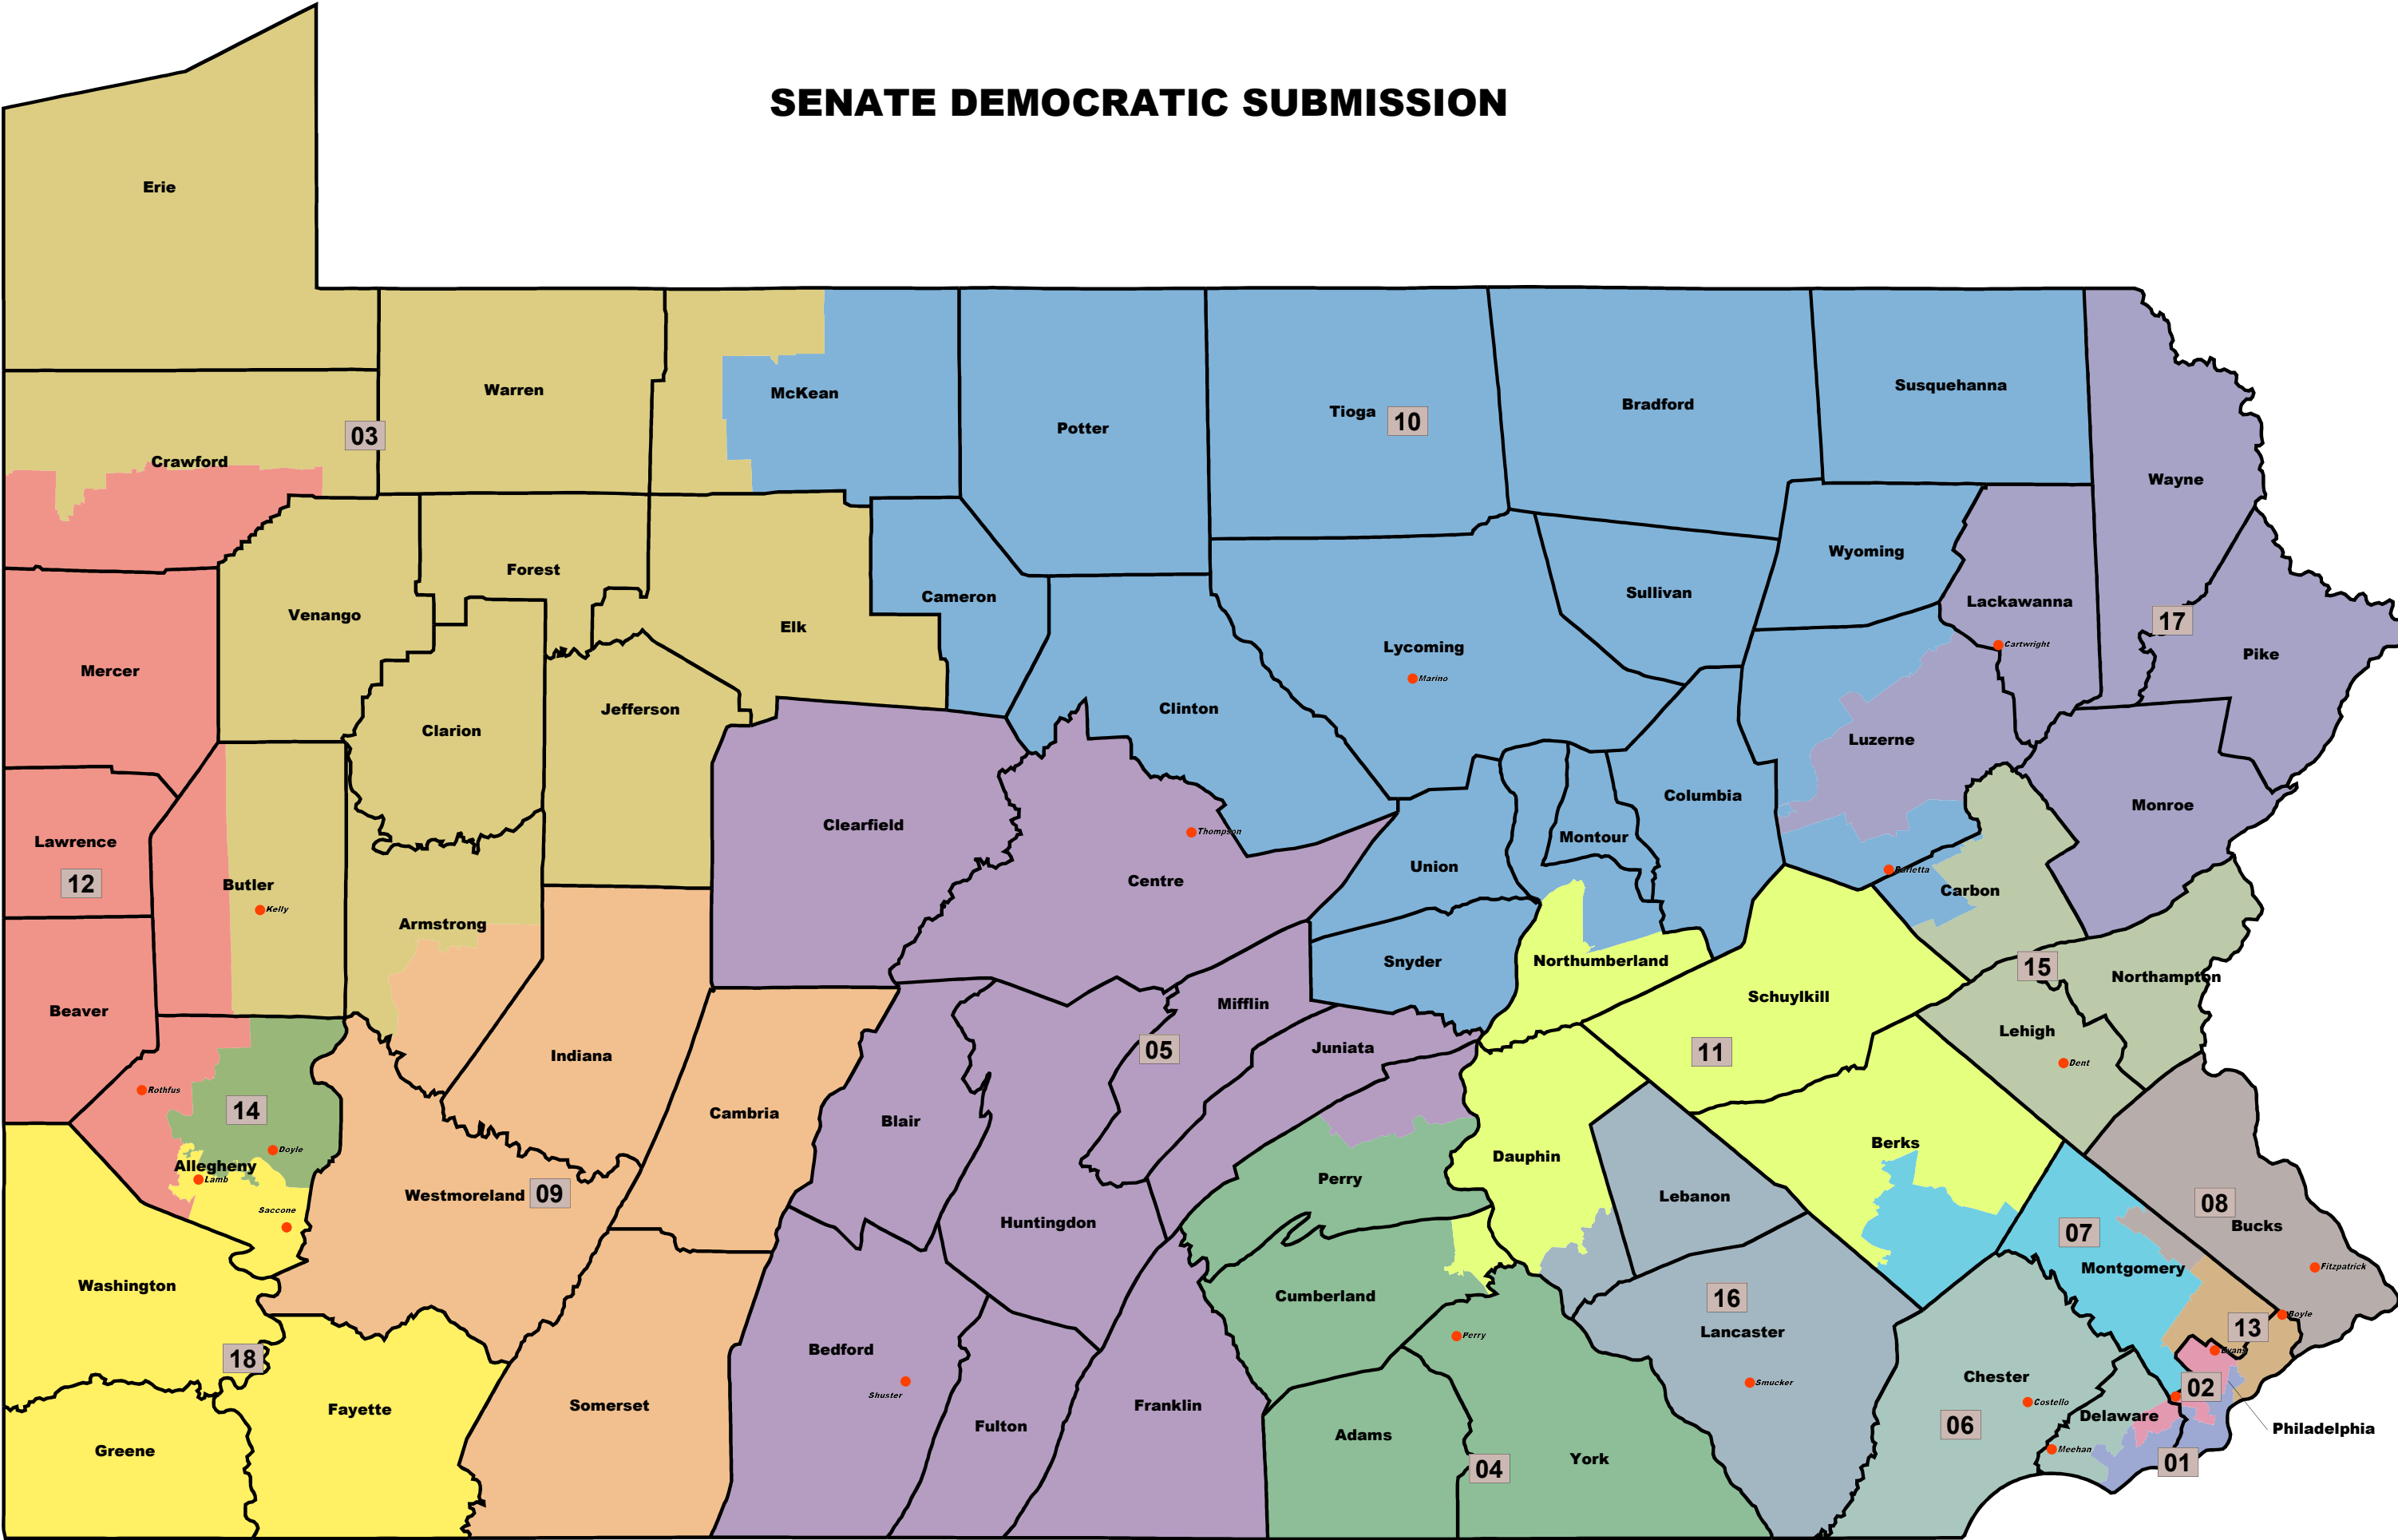 SENATE DEMOCRATIC SUBMISSION
Erie
Warren
McKean
Potter
Tioga
10
Bradford
Susquehanna
03
Crawford
Wayne
Forest
Venango
Elk
Cameron
Wyoming
Sullivan
Lackawanna
17
Cartwright
Pike
Mercer
Jefferson
Clarion
Clinton
Lycoming
Marino
Luzerne
Monroe
Lawrence
12
Butler
Kelly
Armstrong
Clearfield
Thompson
Centre
Columbia
Montour
Union
Barletta
Carbon
Beaver
Snyder
Northumberland
15
Northampton
Mifflin
Schuylkill
Lehigh
Dent
Indiana
05
Juniata
11
Rothfus
14
Doyle
Allegheny
Lamb
Saccone
Cambria
Blair
Westmoreland
09
Huntingdon
Perry
Dauphin
Lebanon
Berks
08
Bucks
07
Montgomery
Fitzpatrick
Washington
Cumberland
16
Lancaster
Boyle
13
Evans
18
Bedford
Shuster
Perry
Smucker
Chester
Costello
02
Delaware
Philadelphia
Fayette
Somerset
Fulton
Franklin
Adams
06
Meehan
Greene
04
York
01